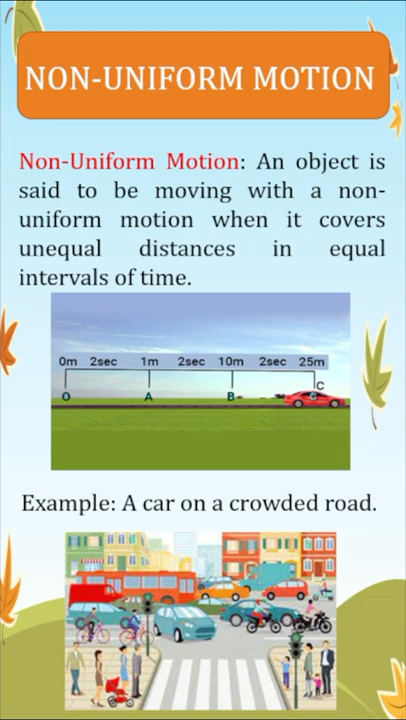 NON-UNIFORM MOTION
Non-Uniform Motion: An object is
said to be moving with a non-
uniform motion when it covers
unequal distances in equal
intervals of time.
0m 2sec 1m 2sec 10m 2sec 25m
O A B C
Example: A car on a crowded road.